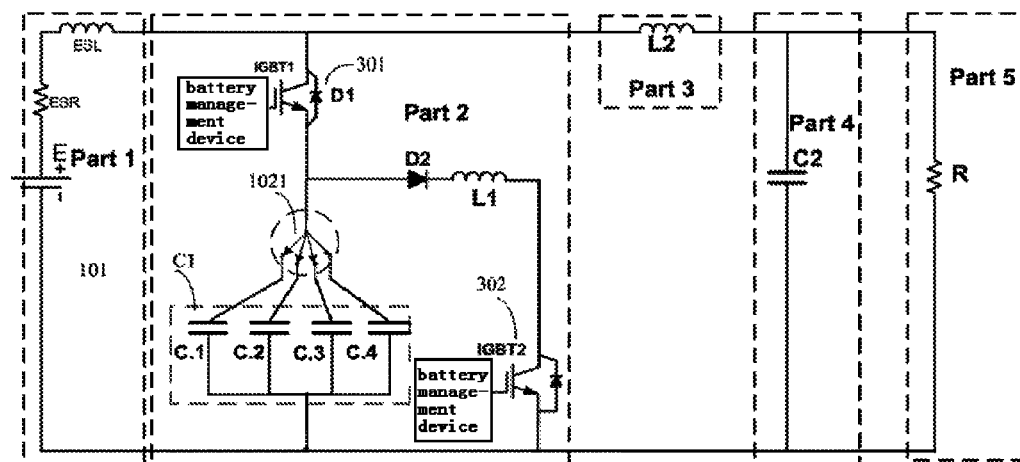 ESL
ESR
E
+
Part 1
101
IGBT1
301
battery
manage-
ment
device
D1
Part 2
D2
L1
1021
C1
C.1
C.2
C.3
C.4
302
IGBT2
battery
manage-
ment
device
L2
Part 3
Part 4
C2
Part 5
R